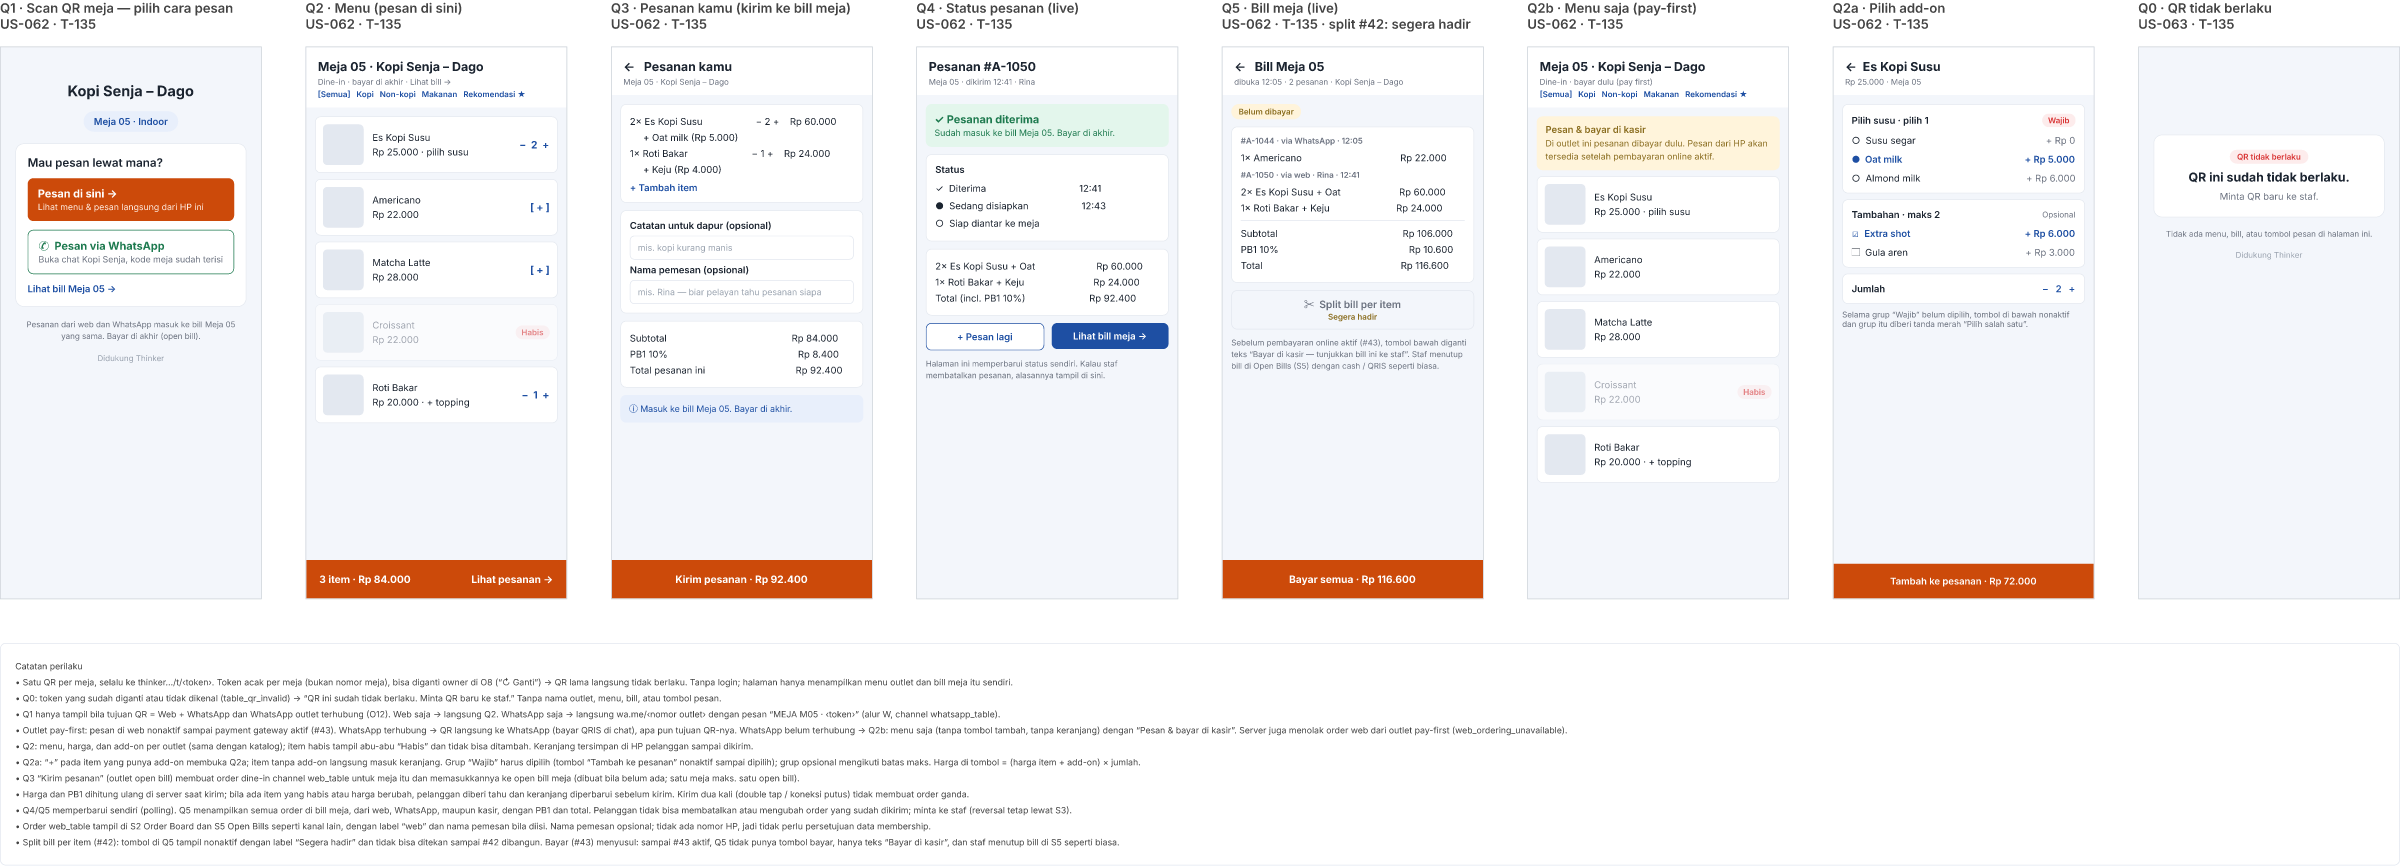 Q1 · Scan QR meja — pilih cara pesan
US-062 · T-135
Kopi Senja – Dago
Meja 05 · Indoor
Mau pesan lewat mana?
Pesan di sini →
Lihat menu & pesan langsung dari HP ini
✆ Pesan via WhatsApp
Buka chat Kopi Senja, kode meja sudah terisi
Lihat bill Meja 05 →
Pesanan dari web dan WhatsApp masuk ke bill Meja 05
yang sama. Bayar di akhir (open bill).
Didukung Thinker
Q2 · Menu (pesan di sini)
US-062 · T-135
Meja 05 · Kopi Senja – Dago
Dine-in · bayar di akhir · Lihat bill →
[Semua] Kopi Non-kopi Makanan Rekomendasi ★
Es Kopi Susu
Rp 25.000 · pilih susu
− 2 +
Americano
Rp 22.000
[ + ]
Matcha Latte
Rp 28.000
[ + ]
Croissant
Rp 22.000
Habis
Roti Bakar
Rp 20.000 · + topping
− 1 +
3 item · Rp 84.000 Lihat pesanan →
Q3 · Pesanan kamu (kirim ke bill meja)
US-062 · T-135
← Pesanan kamu
Meja 05 · Kopi Senja – Dago
2× Es Kopi Susu − 2 + Rp 60.000
+ Oat milk (Rp 5.000)
1× Roti Bakar − 1 + Rp 24.000
+ Keju (Rp 4.000)
+ Tambah item
Catatan untuk dapur (opsional)
mis. kopi kurang manis
Nama pemesan (opsional)
mis. Rina — biar pelayan tahu pesanan siapa
Subtotal Rp 84.000
PB1 10% Rp 8.400
Total pesanan ini Rp 92.400
ⓘ Masuk ke bill Meja 05. Bayar di akhir.
Kirim pesanan · Rp 92.400
Q4 · Status pesanan (live)
US-062 · T-135
Pesanan #A-1050
Meja 05 · dikirim 12:41 · Rina
✓ Pesanan diterima
Sudah masuk ke bill Meja 05. Bayar di akhir.
Status
✓ Diterima 12:41
● Sedang disiapkan 12:43
○ Siap diantar ke meja
2× Es Kopi Susu + Oat Rp 60.000
1× Roti Bakar + Keju Rp 24.000
Total (incl. PB1 10%) Rp 92.400
+ Pesan lagi
Lihat bill meja →
Halaman ini memperbarui status sendiri. Kalau staf
membatalkan pesanan, alasannya tampil di sini.
Q5 · Bill meja (live)
US-062 · T-135 · split #42: segera hadir
← Bill Meja 05
dibuka 12:05 · 2 pesanan · Kopi Senja – Dago
Belum dibayar
#A-1044 · via WhatsApp · 12:05
1× Americano Rp 22.000
#A-1050 · via web · Rina · 12:41
2× Es Kopi Susu + Oat Rp 60.000
1× Roti Bakar + Keju Rp 24.000
Subtotal Rp 106.000
PB1 10% Rp 10.600
Total Rp 116.600
✂ Split bill per item
Segera hadir
Sebelum pembayaran online aktif (#43), tombol bawah diganti
teks “Bayar di kasir — tunjukkan bill ini ke staf”. Staf menutup
bill di Open Bills (S5) dengan cash / QRIS seperti biasa.
Bayar semua · Rp 116.600
Q2b · Menu saja (pay-first)
US-062 · T-135
Meja 05 · Kopi Senja – Dago
Dine-in · bayar dulu (pay first)
[Semua] Kopi Non-kopi Makanan Rekomendasi ★
Pesan & bayar di kasir
Di outlet ini pesanan dibayar dulu. Pesan dari HP akan
tersedia setelah pembayaran online aktif.
Es Kopi Susu
Rp 25.000 · pilih susu
Americano
Rp 22.000
Matcha Latte
Rp 28.000
Croissant
Rp 22.000
Habis
Roti Bakar
Rp 20.000 · + topping
Q2a · Pilih add-on
US-062 · T-135
← Es Kopi Susu
Rp 25.000 · Meja 05
Pilih susu · pilih 1 Wajib
○ Susu segar + Rp 0
● Oat milk + Rp 5.000
○ Almond milk + Rp 6.000
Tambahan · maks 2 Opsional
☑ Extra shot + Rp 6.000
☐ Gula aren + Rp 3.000
Jumlah − 2 +
Selama grup “Wajib” belum dipilih, tombol di bawah nonaktif
dan grup itu diberi tanda merah “Pilih salah satu”.
Tambah ke pesanan · Rp 72.000
Q0 · QR tidak berlaku
US-063 · T-135
QR tidak berlaku
QR ini sudah tidak berlaku.
Minta QR baru ke staf.
Tidak ada menu, bill, atau tombol pesan di halaman ini.
Didukung Thinker
Catatan perilaku
• Satu QR per meja, selalu ke thinker.../t/‹token›. Token acak per meja (bukan nomor meja), bisa diganti owner di O8 (“↻ Ganti”) → QR lama langsung tidak berlaku. Tanpa login; halaman hanya menampilkan menu outlet dan bill meja itu sendiri.
• Q0: token yang sudah diganti atau tidak dikenal (table_qr_invalid) → “QR ini sudah tidak berlaku. Minta QR baru ke staf.” Tanpa nama outlet, menu, bill, atau tombol pesan.
• Q1 hanya tampil bila tujuan QR = Web + WhatsApp dan WhatsApp outlet terhubung (O12). Web saja → langsung Q2. WhatsApp saja → langsung wa.me/‹nomor outlet› dengan pesan “MEJA M05 · ‹token›” (alur W, channel whatsapp_table).
• Outlet pay-first: pesan di web nonaktif sampai payment gateway aktif (#43). WhatsApp terhubung → QR langsung ke WhatsApp (bayar QRIS di chat), apa pun tujuan QR-nya. WhatsApp belum terhubung → Q2b: menu saja (tanpa tombol tambah, tanpa keranjang) dengan “Pesan & bayar di kasir”. Server juga menolak order web dari outlet pay-first (web_ordering_unavailable).
• Q2: menu, harga, dan add-on per outlet (sama dengan katalog); item habis tampil abu-abu “Habis” dan tidak bisa ditambah. Keranjang tersimpan di HP pelanggan sampai dikirim.
• Q2a: “+” pada item yang punya add-on membuka Q2a; item tanpa add-on langsung masuk keranjang. Grup “Wajib” harus dipilih (tombol “Tambah ke pesanan” nonaktif sampai dipilih); grup opsional mengikuti batas maks. Harga di tombol = (harga item + add-on) × jumlah.
• Q3 “Kirim pesanan” (outlet open bill) membuat order dine-in channel web_table untuk meja itu dan memasukkannya ke open bill meja (dibuat bila belum ada; satu meja maks. satu open bill).
• Harga dan PB1 dihitung ulang di server saat kirim; bila ada item yang habis atau harga berubah, pelanggan diberi tahu dan keranjang diperbarui sebelum kirim. Kirim dua kali (double tap / koneksi putus) tidak membuat order ganda.
• Q4/Q5 memperbarui sendiri (polling). Q5 menampilkan semua order di bill meja, dari web, WhatsApp, maupun kasir, dengan PB1 dan total. Pelanggan tidak bisa membatalkan atau mengubah order yang sudah dikirim; minta ke staf (reversal tetap lewat S3).
• Order web_table tampil di S2 Order Board dan S5 Open Bills seperti kanal lain, dengan label “web” dan nama pemesan bila diisi. Nama pemesan opsional; tidak ada nomor HP, jadi tidak perlu persetujuan data membership.
• Split bill per item (#42): tombol di Q5 tampil nonaktif dengan label “Segera hadir” dan tidak bisa ditekan sampai #42 dibangun. Bayar (#43) menyusul: sampai #43 aktif, Q5 tidak punya tombol bayar, hanya teks “Bayar di kasir”, dan staf menutup bill di S5 seperti biasa.